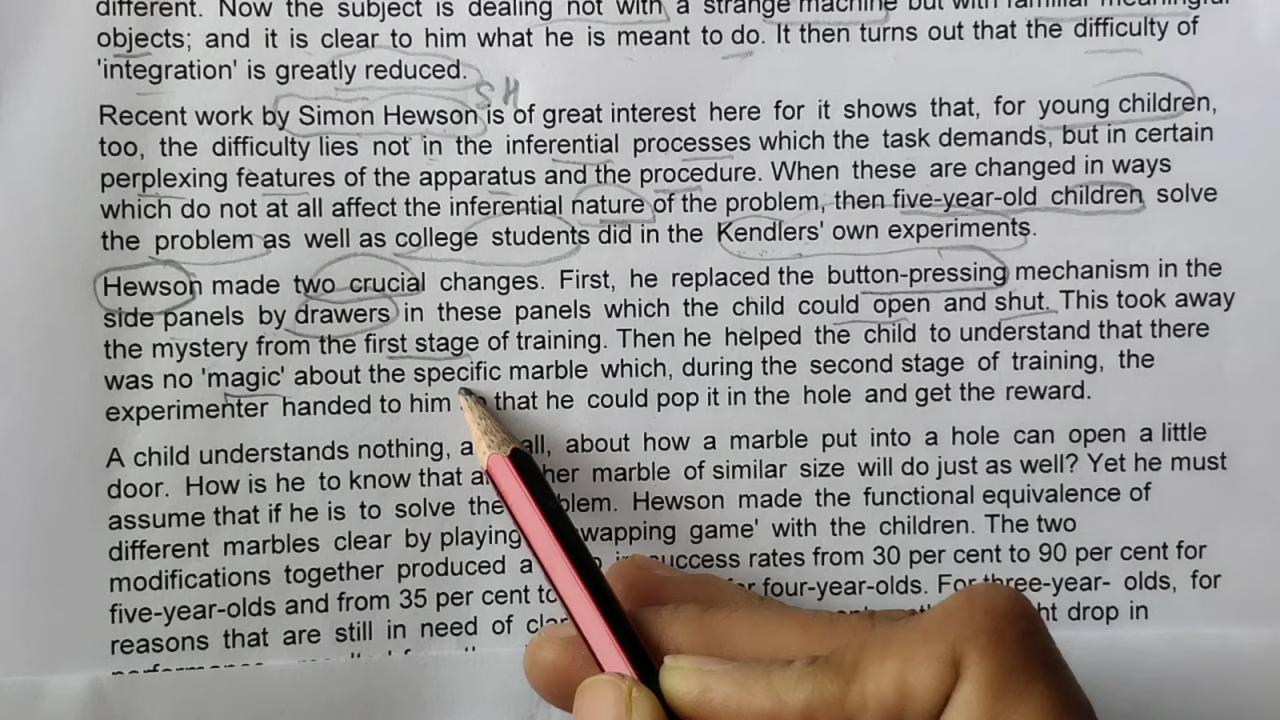 different. Now the subject is dealing not with a strange machine but with familiar meaningful
objects; and it is clear to him what he is meant to do. It then turns out that the difficulty of
'integration' is greatly reduced.
SH
Recent work by Simon Hewson is of great interest here for it shows that, for young children,
too, the difficulty lies not in the inferential processes which the task demands, but in certain
perplexing features of the apparatus and the procedure. When these are changed in ways
which do not at all affect the inferential nature of the problem, then five-year-old children solve
the problem as well as college students did in the Kendlers' own experiments.
Hewson made two crucial changes. First, he replaced the button-pressing mechanism in the
side panels by drawers in these panels which the child could open and shut. This took away
the mystery from the first stage of training. Then he helped the child to understand that there
was no 'magic' about the specific marble which, during the second stage of training, the
experimenter handed to him that he could pop it in the hole and get the reward.
A child understands nothing, all, about how a marble put into a hole can open a little
door. How is he to know that marble of similar size will do just as well? Yet he must
assume that if he is to solve the Hewson made the functional equivalence of
different marbles clear by playing game' with the children. The two
modifications together produced a success rates from 30 per cent to 90 per cent for
five-year-olds and from 35 per cent to four-year-olds. For three-year- olds, for
reasons that are still in need of drop in